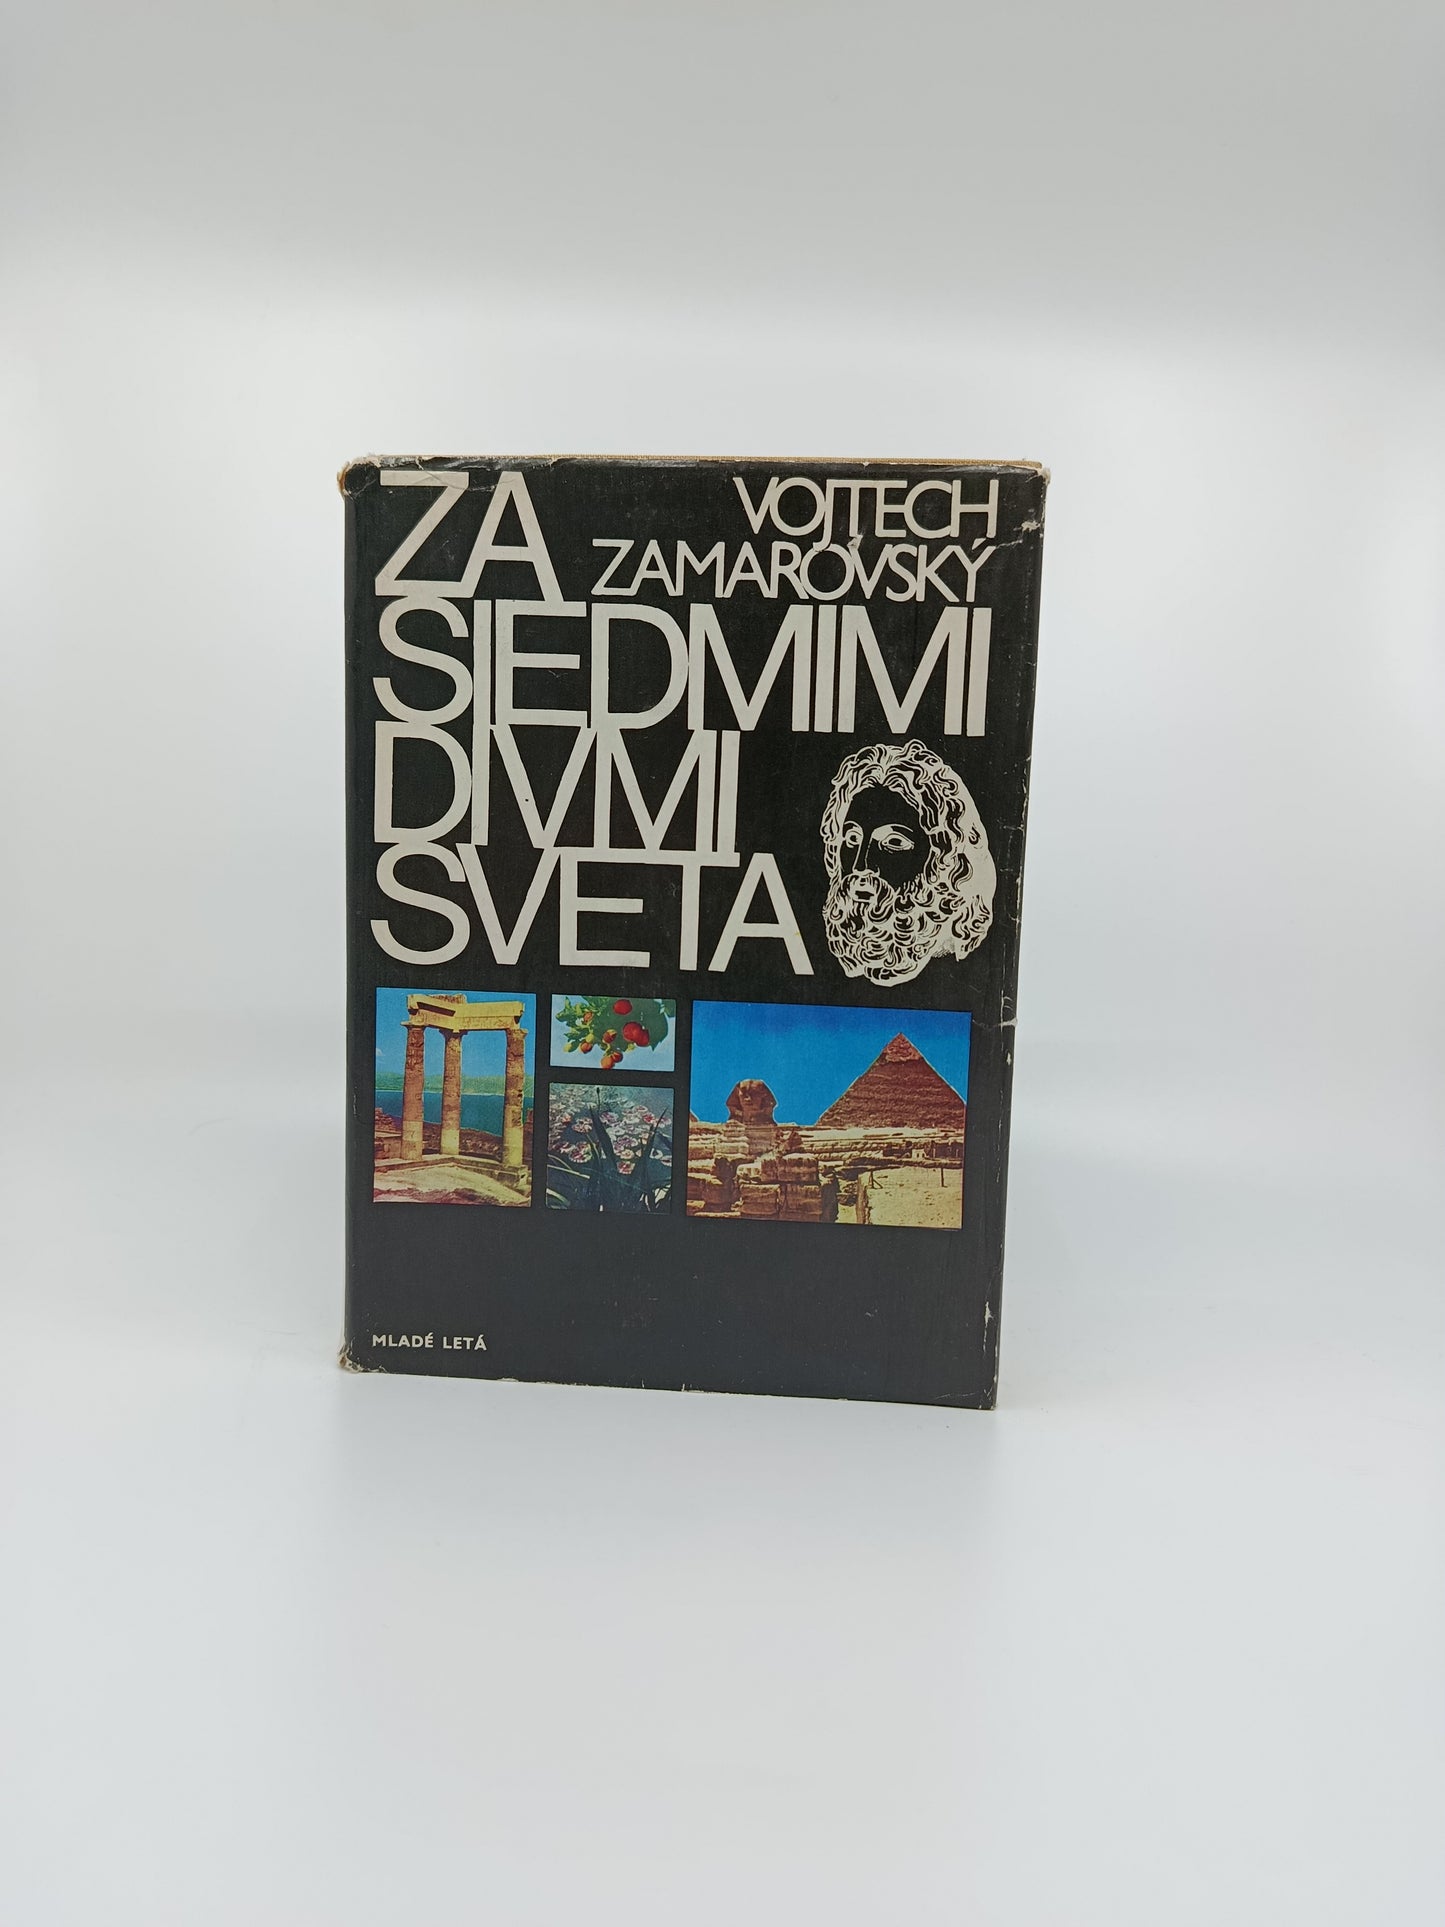 ZA
VOJTECH
ZAMAROVSKÝ
SIEDMIMI
DIVMI
SVETA
MLADÉ LETÁ